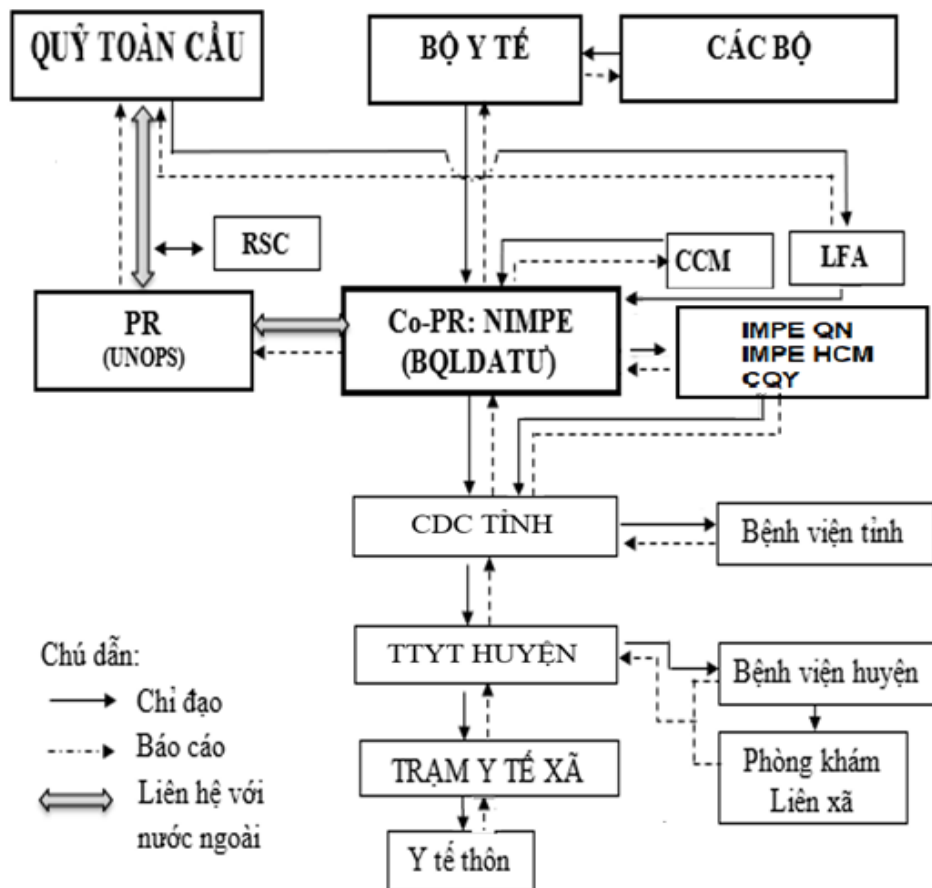 QUỸ TOÀN CẦU
BỘ Y TẾ
CÁC BỘ
RSC
CCM
LFA
PR
(UNOPS)
Co-PR: NIMPE
(BQLDATƯ)
IMPE QN
IMPE HCM
CQY
CDC TỈNH
Bệnh viện tỉnh
TTYT HUYỆN
Bệnh viện huyện
TRẠM Y TẾ XÃ
Phòng khám
Liên xã
Y tế thôn
Chú dẫn:
Chỉ đạo
Báo cáo
Liên hệ với
nước ngoài